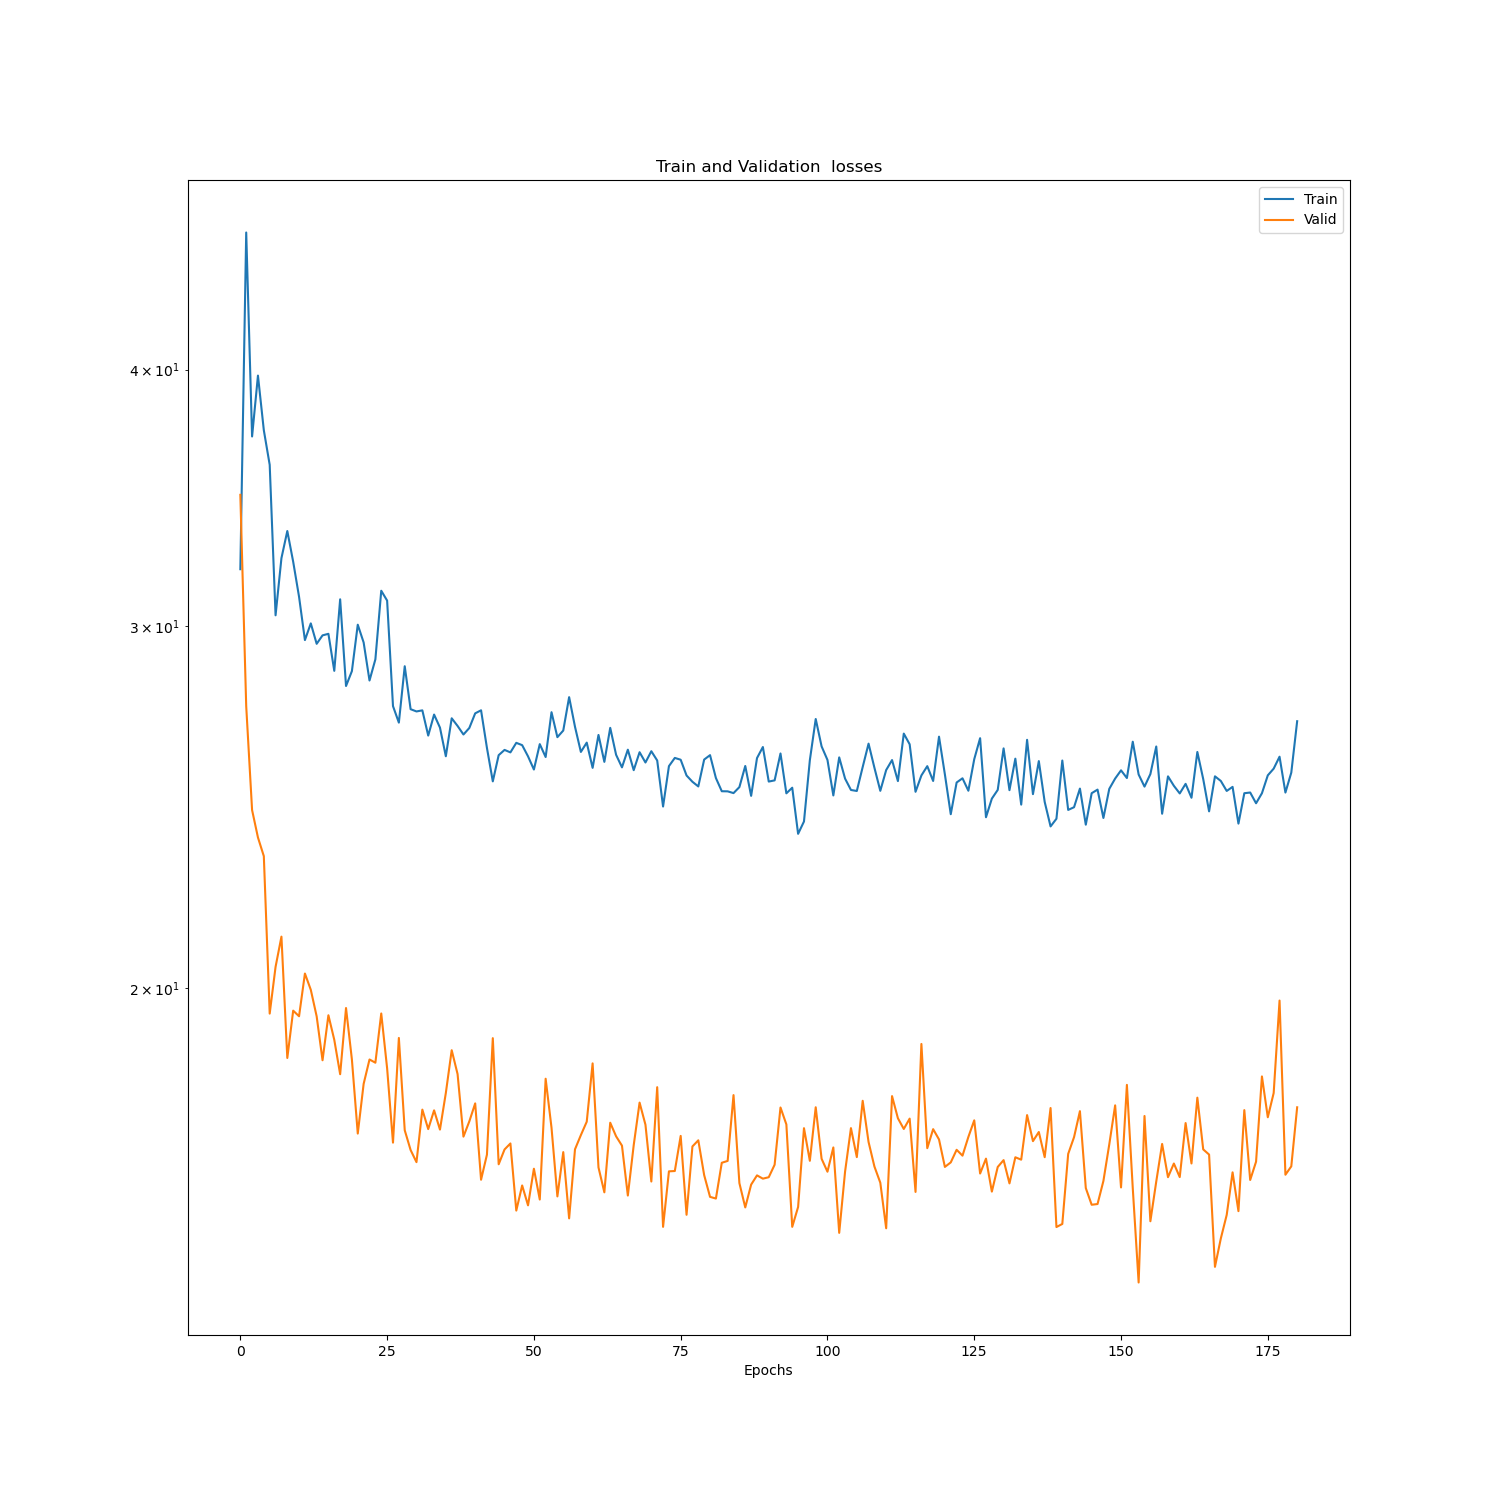 Train and Validation  losses
Train
Valid
4 × 10¹
3 × 10¹
2 × 10¹
0 25 50 75 100 125 150 175
Epochs